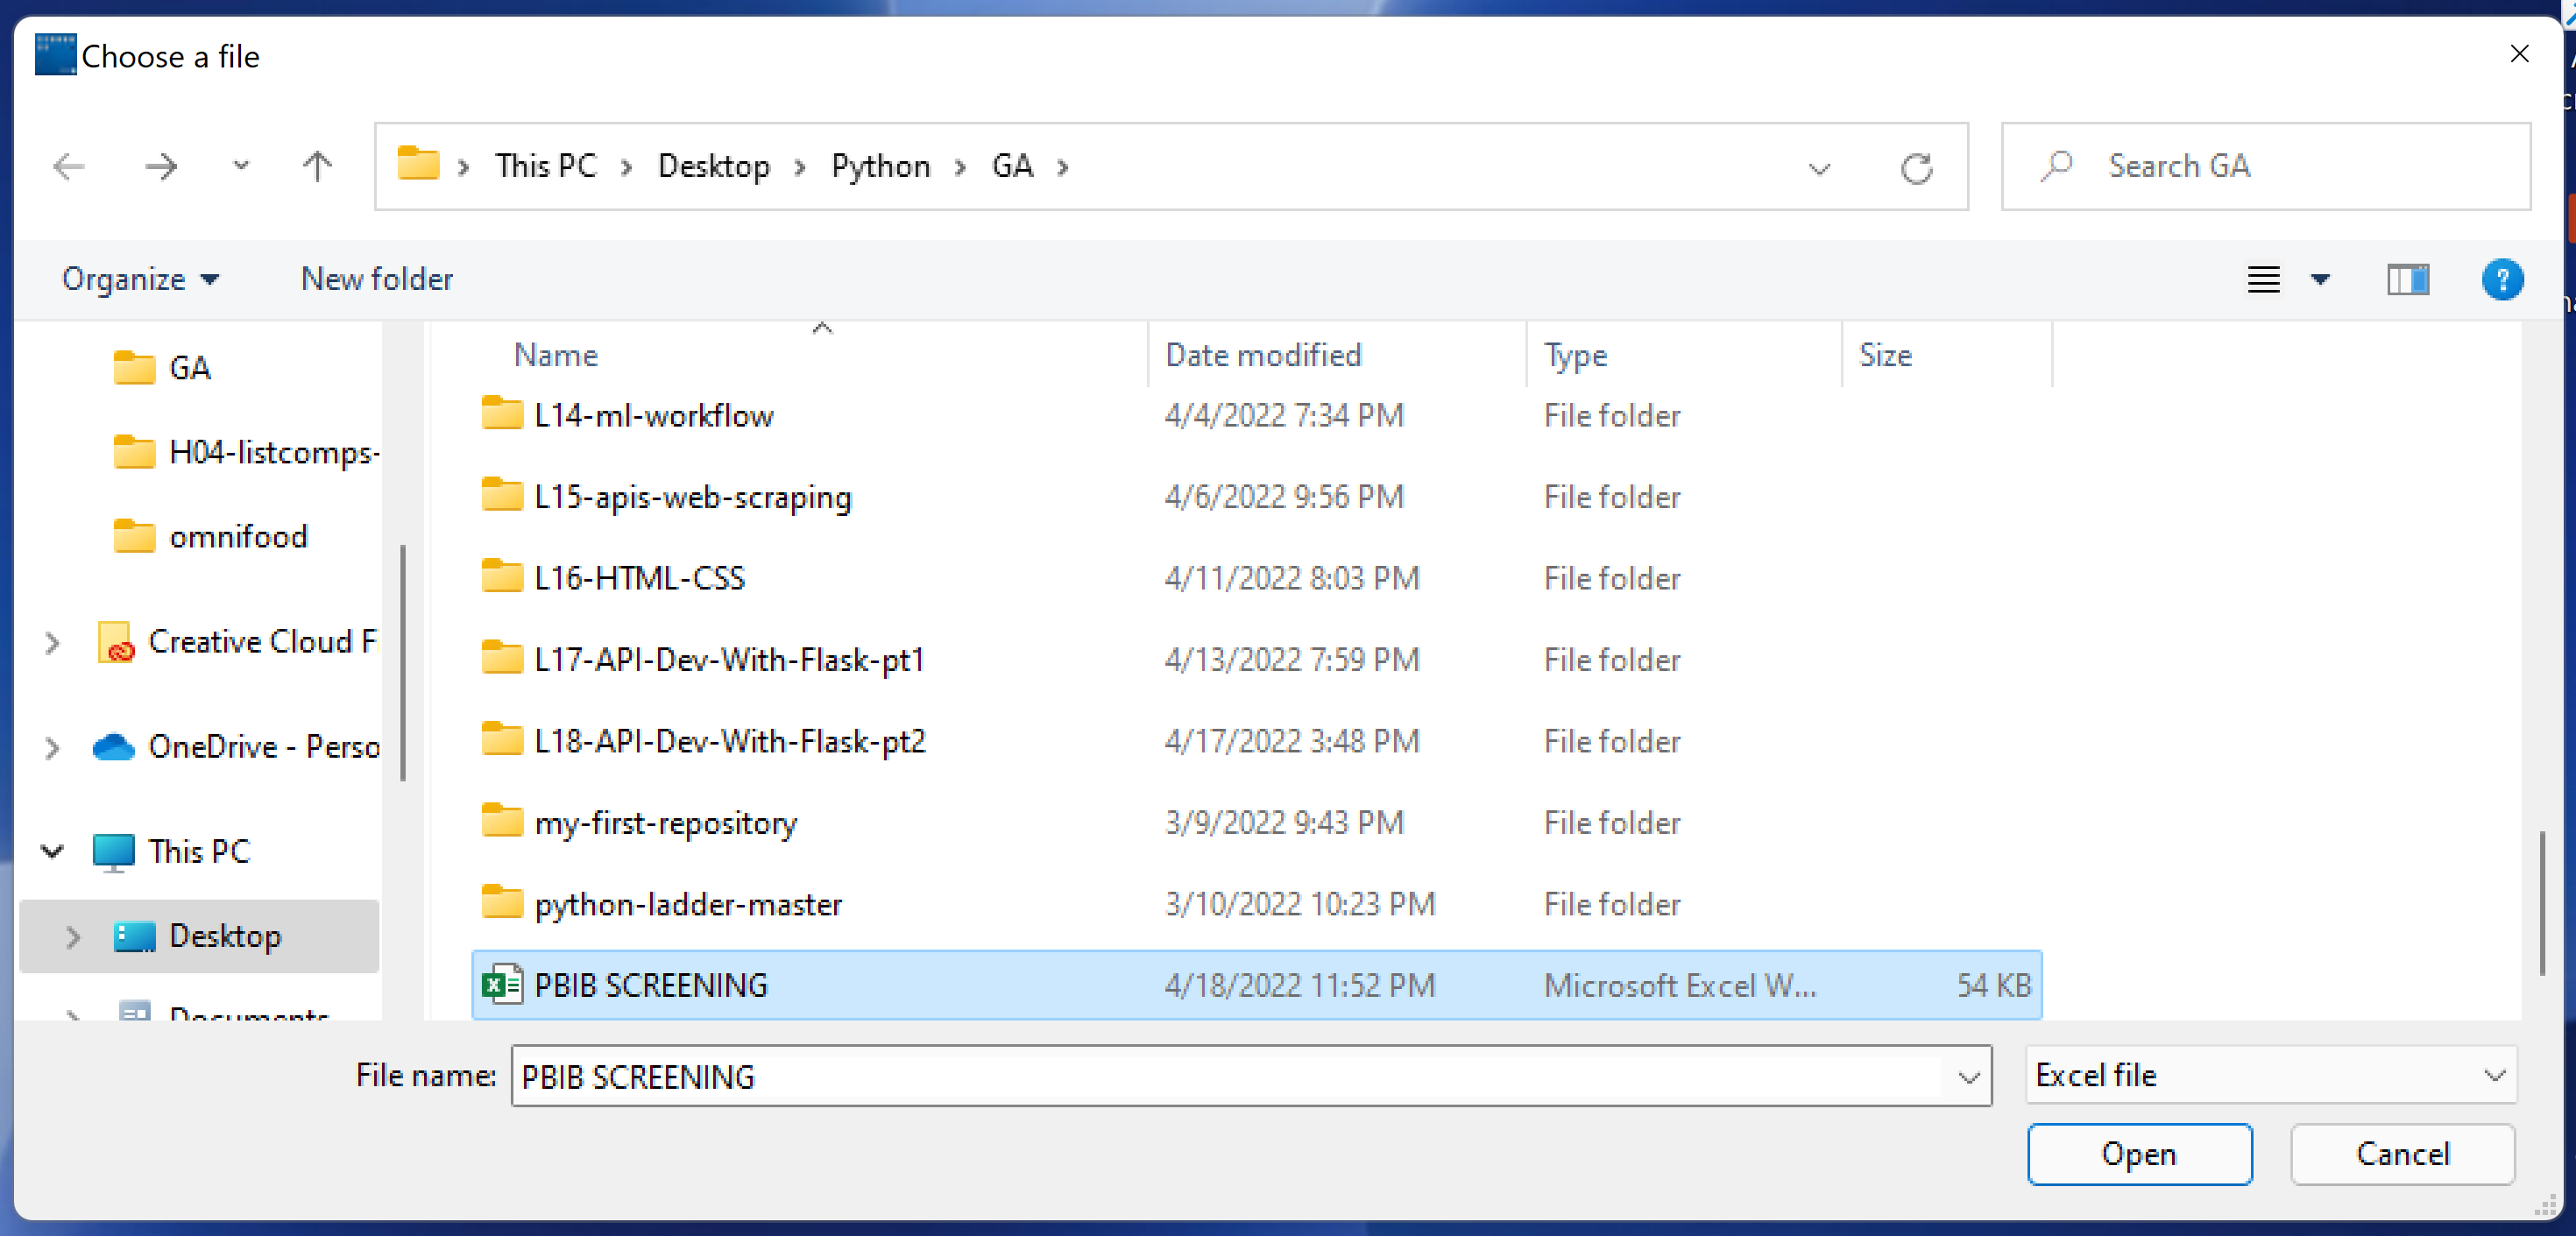 Choose a file
This PC > Desktop > Python > GA >
Search GA
Organize
New folder
Name Date modified Type Size
GA
H04-listcomps-
omnifood
Creative Cloud Fi
OneDrive - Perso
This PC
Desktop
Documents
L14-ml-workflow 4/4/2022 7:34 PM File folder
L15-apis-web-scraping 4/6/2022 9:56 PM File folder
L16-HTML-CSS 4/11/2022 8:03 PM File folder
L17-API-Dev-With-Flask-pt1 4/13/2022 7:59 PM File folder
L18-API-Dev-With-Flask-pt2 4/17/2022 3:48 PM File folder
my-first-repository 3/9/2022 9:43 PM File folder
python-ladder-master 3/10/2022 10:23 PM File folder
PBIB SCREENING 4/18/2022 11:52 PM Microsoft Excel W... 54 KB
File name: PBIB SCREENING
Excel file
Open
Cancel